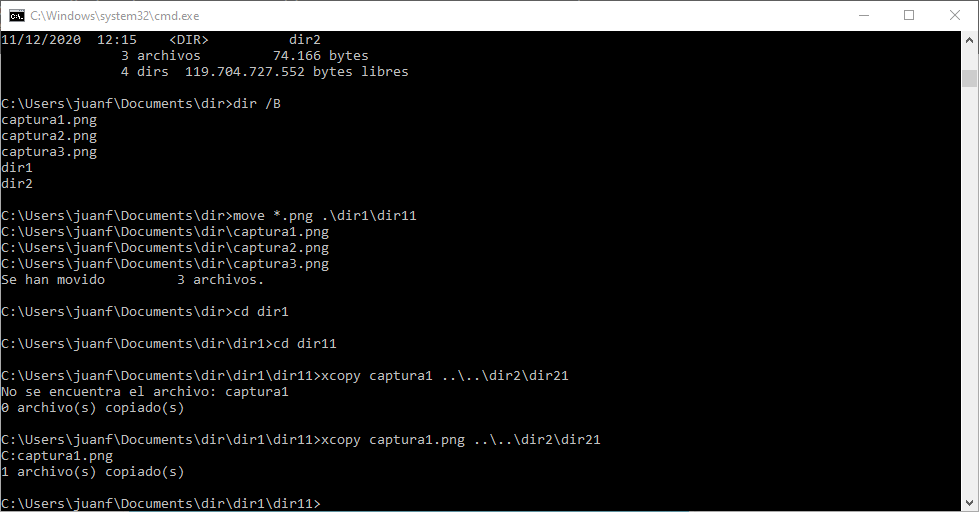 C:\Windows\system32\cmd.exe
11/12/2020  12:15    <DIR>          dir2
               3 archivos         74.166 bytes
               4 dirs  119.704.727.552 bytes libres
C:\Users\juanf\Documents\dir>dir /B
captura1.png
captura2.png
captura3.png
dir1
dir2
C:\Users\juanf\Documents\dir>move *.png .\dir1\dir11
C:\Users\juanf\Documents\dir\captura1.png
C:\Users\juanf\Documents\dir\captura2.png
C:\Users\juanf\Documents\dir\captura3.png
Se han movido         3 archivos.
C:\Users\juanf\Documents\dir>cd dir1
C:\Users\juanf\Documents\dir\dir1>cd dir11
C:\Users\juanf\Documents\dir\dir1\dir11>xcopy captura1 ..\..\dir2\dir21
No se encuentra el archivo: captura1
0 archivo(s) copiado(s)
C:\Users\juanf\Documents\dir\dir1\dir11>xcopy captura1.png ..\..\dir2\dir21
C:captura1.png
1 archivo(s) copiado(s)
C:\Users\juanf\Documents\dir\dir1\dir11>